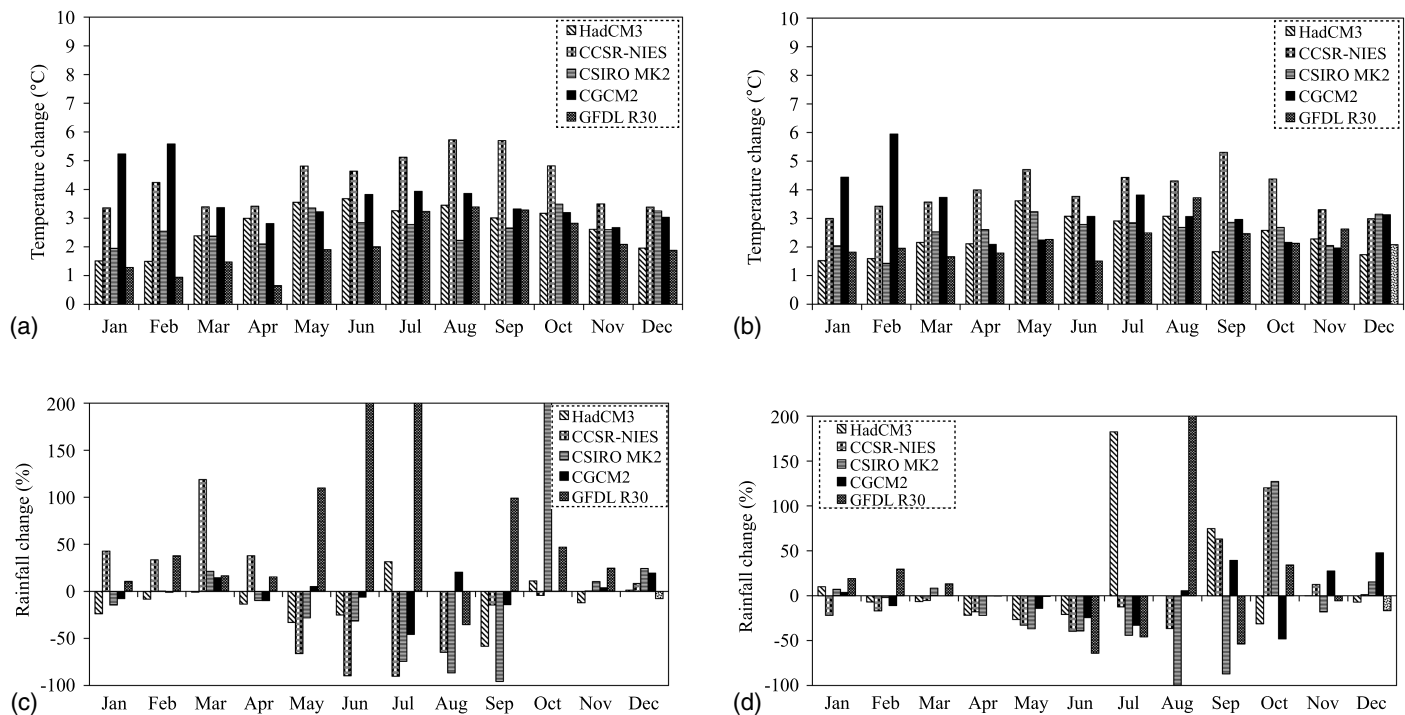 10
9
8
7
6
5
4
3
2
1
0
Temperature change (°C)
HadCM3
CCSR-NIES
CSIRO MK2
CGCM2
GFDL R30
Jan Feb Mar Apr May Jun Jul Aug Sep Oct Nov Dec
(a)
10
9
8
7
6
5
4
3
2
1
0
Temperature change (°C)
HadCM3
CCSR-NIES
CSIRO MK2
CGCM2
GFDL R30
Jan Feb Mar Apr May Jun Jul Aug Sep Oct Nov Dec
(b)
200
150
100
50
0
-50
-100
Rainfall change (%)
HadCM3
CCSR-NIES
CSIRO MK2
CGCM2
GFDL R30
Jan Feb Mar Apr May Jun Jul Aug Sep Oct Nov Dec
(c)
200
150
100
50
0
-50
-100
Rainfall change (%)
HadCM3
CCSR-NIES
CSIRO MK2
CGCM2
GFDL R30
Jan Feb Mar Apr May Jun Jul Aug Sep Oct Nov Dec
(d)